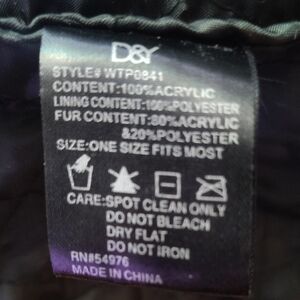 D&Y
STYLE# WTP0841
CONTENT:100%ACRYLIC
LINING CONTENT:100%POLYESTER
FUR CONTENT:80%ACRYLIC
&20%POLYESTER
SIZE:ONE SIZE FITS MOST
CARE:SPOT CLEAN ONLY
DO NOT BLEACH
DRY FLAT
DO NOT IRON
RN#54976
MADE IN CHINA